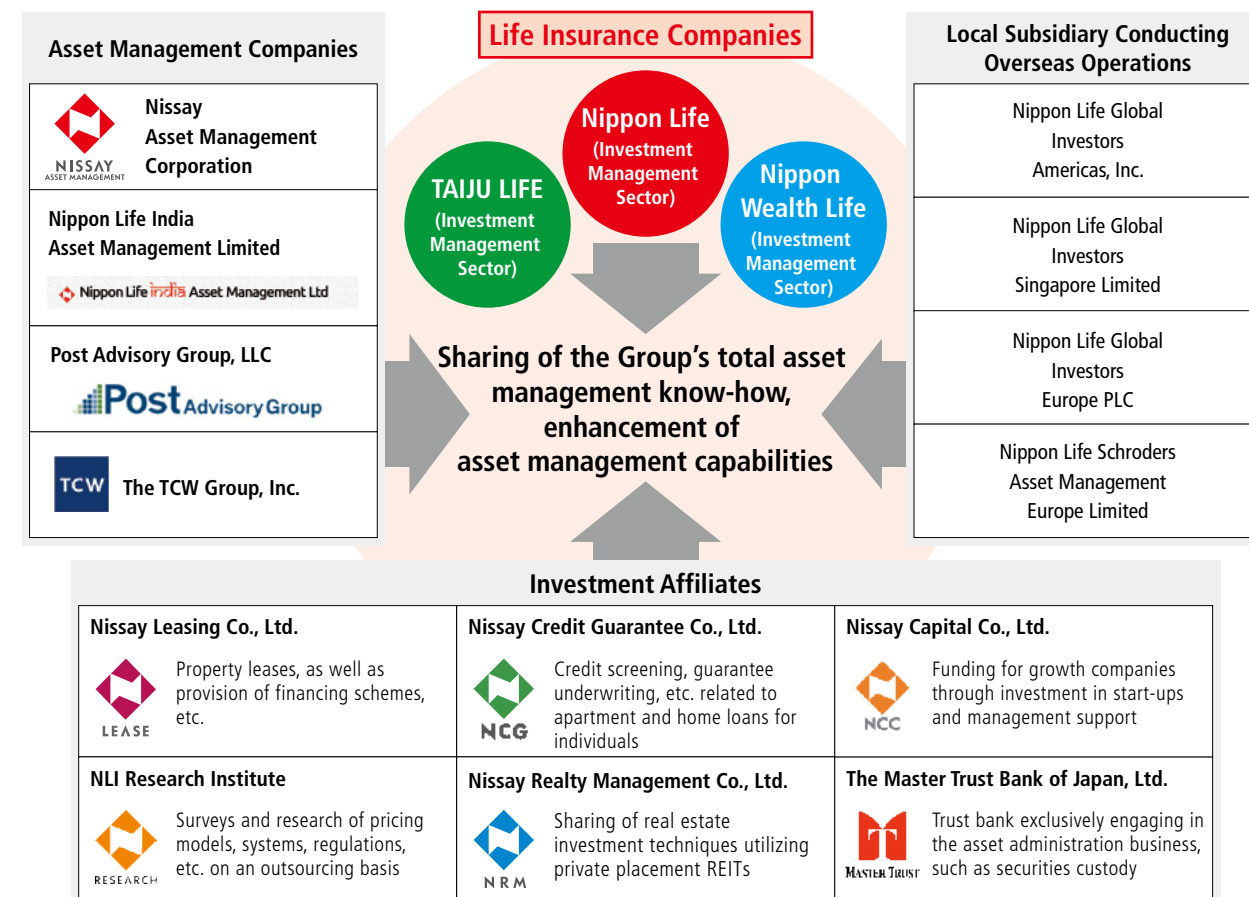 Asset Management Companies
NISSAY
ASSET MANAGEMENT
Nissay
Asset Management
Corporation
Nippon Life India
Asset Management Limited
Nippon Life india Asset Management Ltd
Post Advisory Group, LLC
Post Advisory Group
TCW
The TCW Group, Inc.
Life Insurance Companies
TAIJU LIFE
(Investment
Management
Sector)
Nippon Life
(Investment
Management
Sector)
Nippon
Wealth Life
(Investment
Management
Sector)
Sharing of the Group's total asset
management know-how,
enhancement of
asset management capabilities
Local Subsidiary Conducting
Overseas Operations
Nippon Life Global
Investors
Americas, Inc.
Nippon Life Global
Investors
Singapore Limited
Nippon Life Global
Investors
Europe PLC
Nippon Life Schroders
Asset Management
Europe Limited
Investment Affiliates
Nissay Leasing Co., Ltd.
LEASE
Property leases, as well as
provision of financing schemes,
etc.
Nissay Credit Guarantee Co., Ltd.
NCG
Credit screening, guarantee
underwriting, etc. related to
apartment and home loans for
individuals
Nissay Capital Co., Ltd.
NCC
Funding for growth companies
through investment in start-ups
and management support
NLI Research Institute
RESEARCH
Surveys and research of pricing
models, systems, regulations,
etc. on an outsourcing basis
Nissay Realty Management Co., Ltd.
NRM
Sharing of real estate
investment techniques utilizing
private placement REITs
The Master Trust Bank of Japan, Ltd.
MASTER TRUST
Trust bank exclusively engaging in
the asset administration business,
such as securities custody